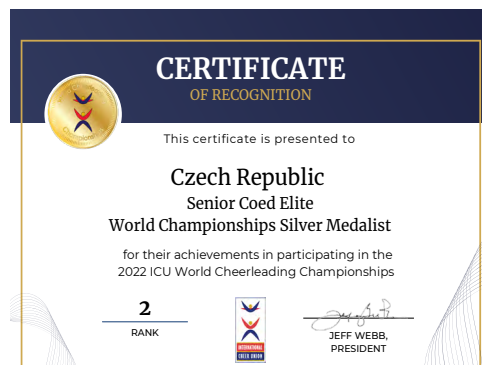 CERTIFICATE
OF RECOGNITION
This certificate is presented to
Czech Republic
Senior Coed Elite
World Championships Silver Medalist
for their achievements in participating in the
2022 ICU World Cheerleading Championships
2
RANK
INTERNATIONAL
CHEER UNION
JEFF WEBB,
PRESIDENT